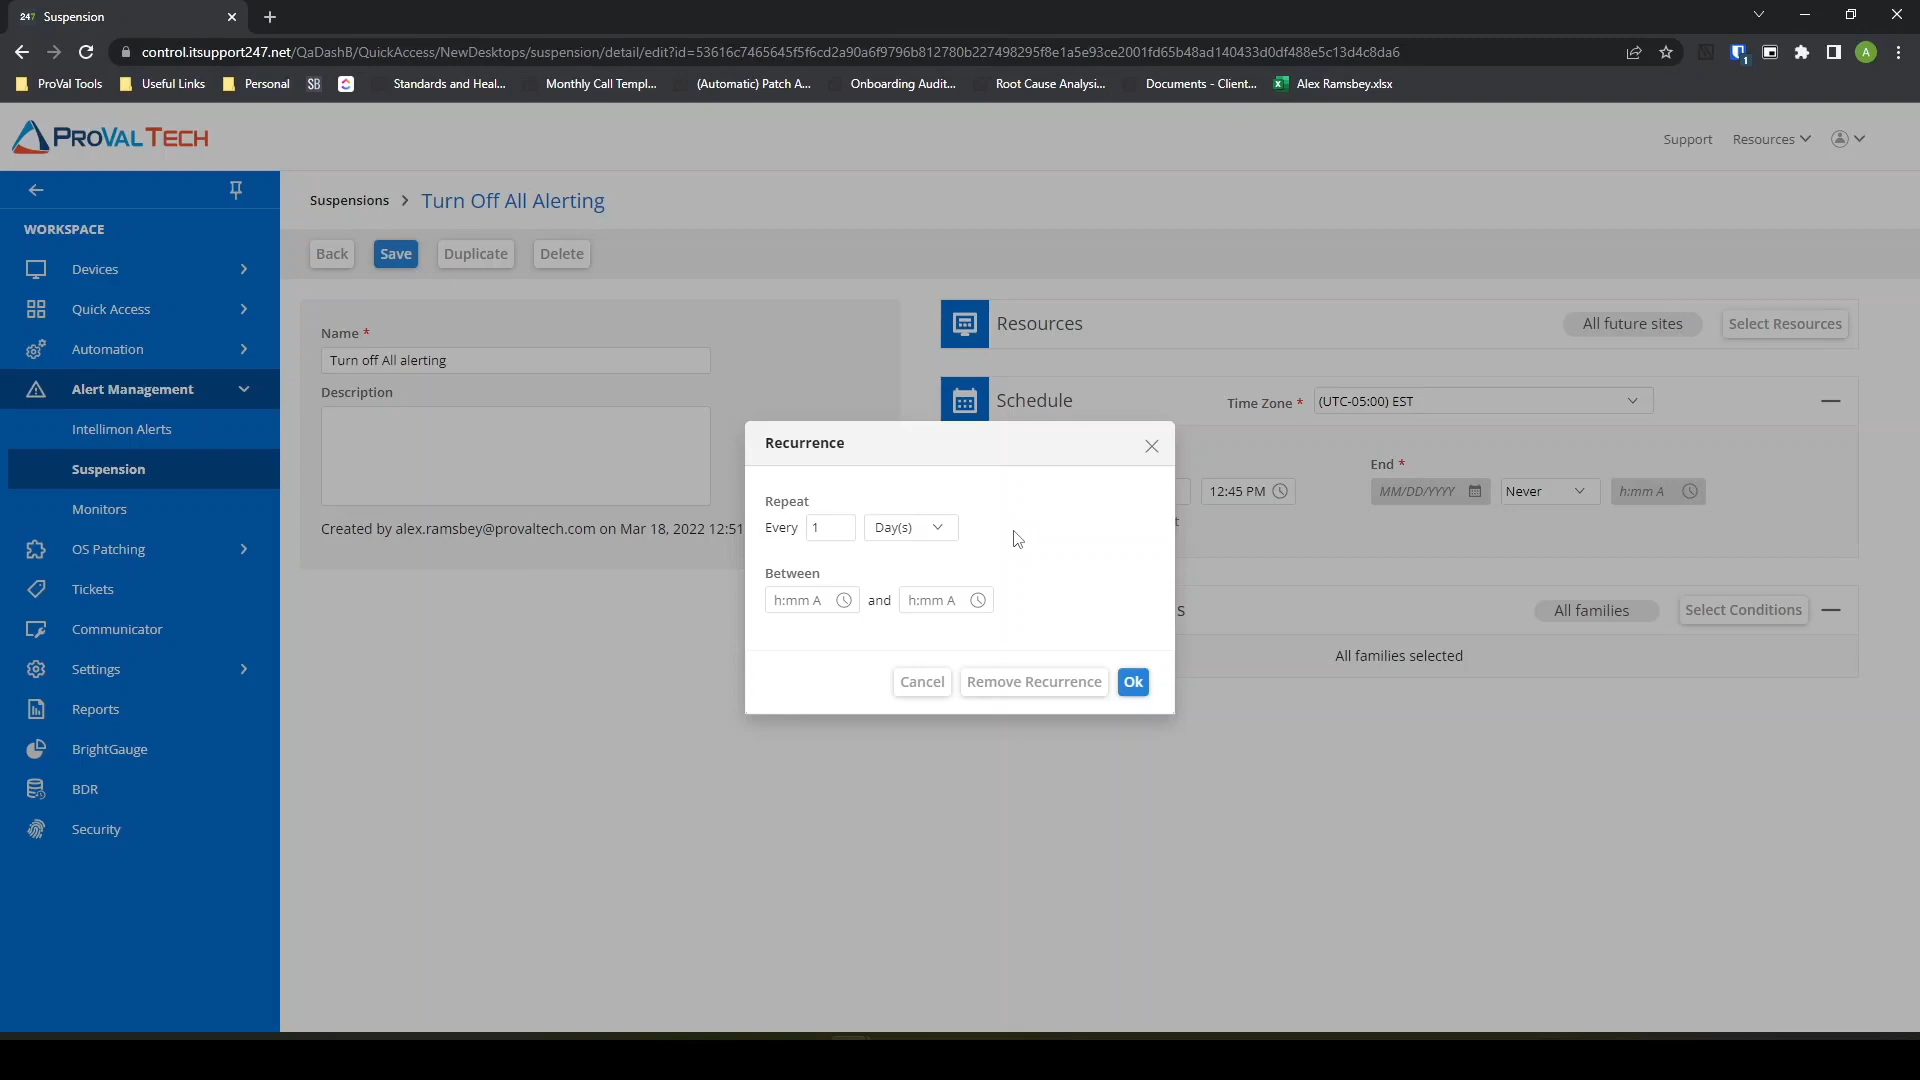 247 Suspension
control.itsupport247.net/QaDashB/QuickAccess/NewDesktops/suspension/detail/edit?id=53616c7465645f5f6cd2a90a6f9796b812780b227498295f8e1a5e93ce2001fd65b48ad140433d0df488e5c13d4c8da6
1
A
ProVal Tools
Useful Links
Personal
SB
Standards and Heal...
Monthly Call Templ...
(Automatic) Patch A...
Onboarding Audit...
Root Cause Analysi...
Documents - Client...
Alex Ramsbey.xlsx
PROVALTECH
Support
Resources
WORKSPACE
Devices
Quick Access
Automation
Alert Management
Intellimon Alerts
Suspension
Monitors
OS Patching
Tickets
Communicator
Settings
Reports
BrightGauge
BDR
Security
Suspensions > Turn Off All Alerting
Back
Save
Duplicate
Delete
Name *
Turn off All alerting
Description
Created by alex.ramsbey@provaltech.com on Mar 18, 2022 12:51
Resources
All future sites
Select Resources
Schedule
Time Zone *
(UTC-05:00) EST
12:45 PM
End *
MM/DD/YYYY
Never
h:mm A
t
s
All families
Select Conditions
All families selected
Recurrence
Repeat
Every 1 Day(s)
Between
h:mm A and h:mm A
Cancel
Remove Recurrence
Ok